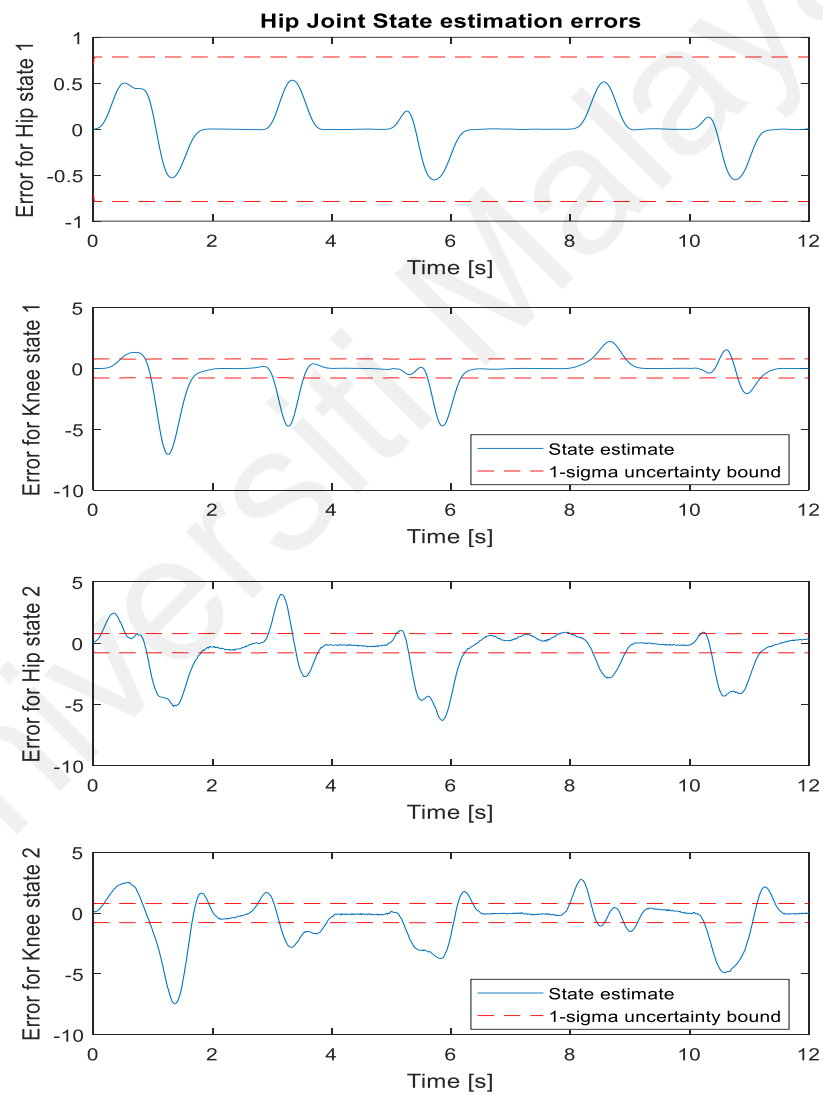 Hip Joint State estimation errors
Error for Hip state 1
1
0.5
0
-0.5
-1
0 2 4 6 8 10 12
Time [s]
Error for Knee state 1
5
0
-5
-10
State estimate
1-sigma uncertainty bound
0 2 4 6 8 10 12
Time [s]
Error for Hip state 2
5
0
-5
-10
0 2 4 6 8 10 12
Time [s]
Error for Knee state 2
5
0
-5
-10
State estimate
1-sigma uncertainty bound
0 2 4 6 8 10 12
Time [s]
niversiti Malaya